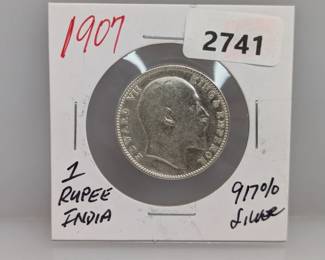 1907
2741
EDWARD VII KING & EMPEROR
1
RUPEE
INDIA
917%
Silver